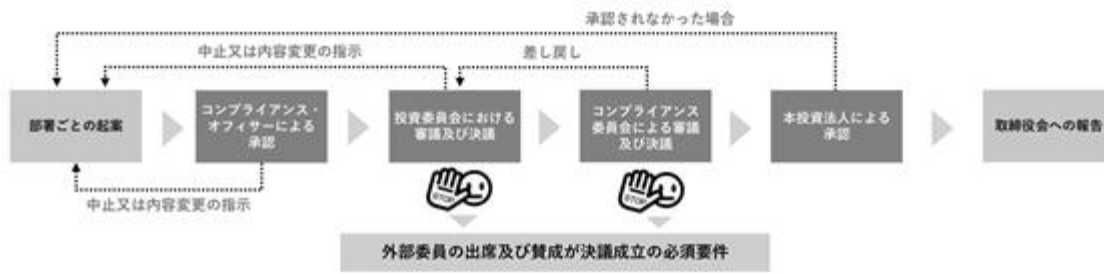 承認されなかった場合
中止又は内容変更の指示
差し戻し
部署ごとの起案
コンプライアンス・
オフィサーによる
承認
投資委員会における
審議及び決議
コンプライアンス
委員会による審議
及び決議
本投資法人による
承認
取締役会への報告
中止又は内容変更の指示
STOP
STOP
外部委員の出席及び賛成が決議成立の必須要件